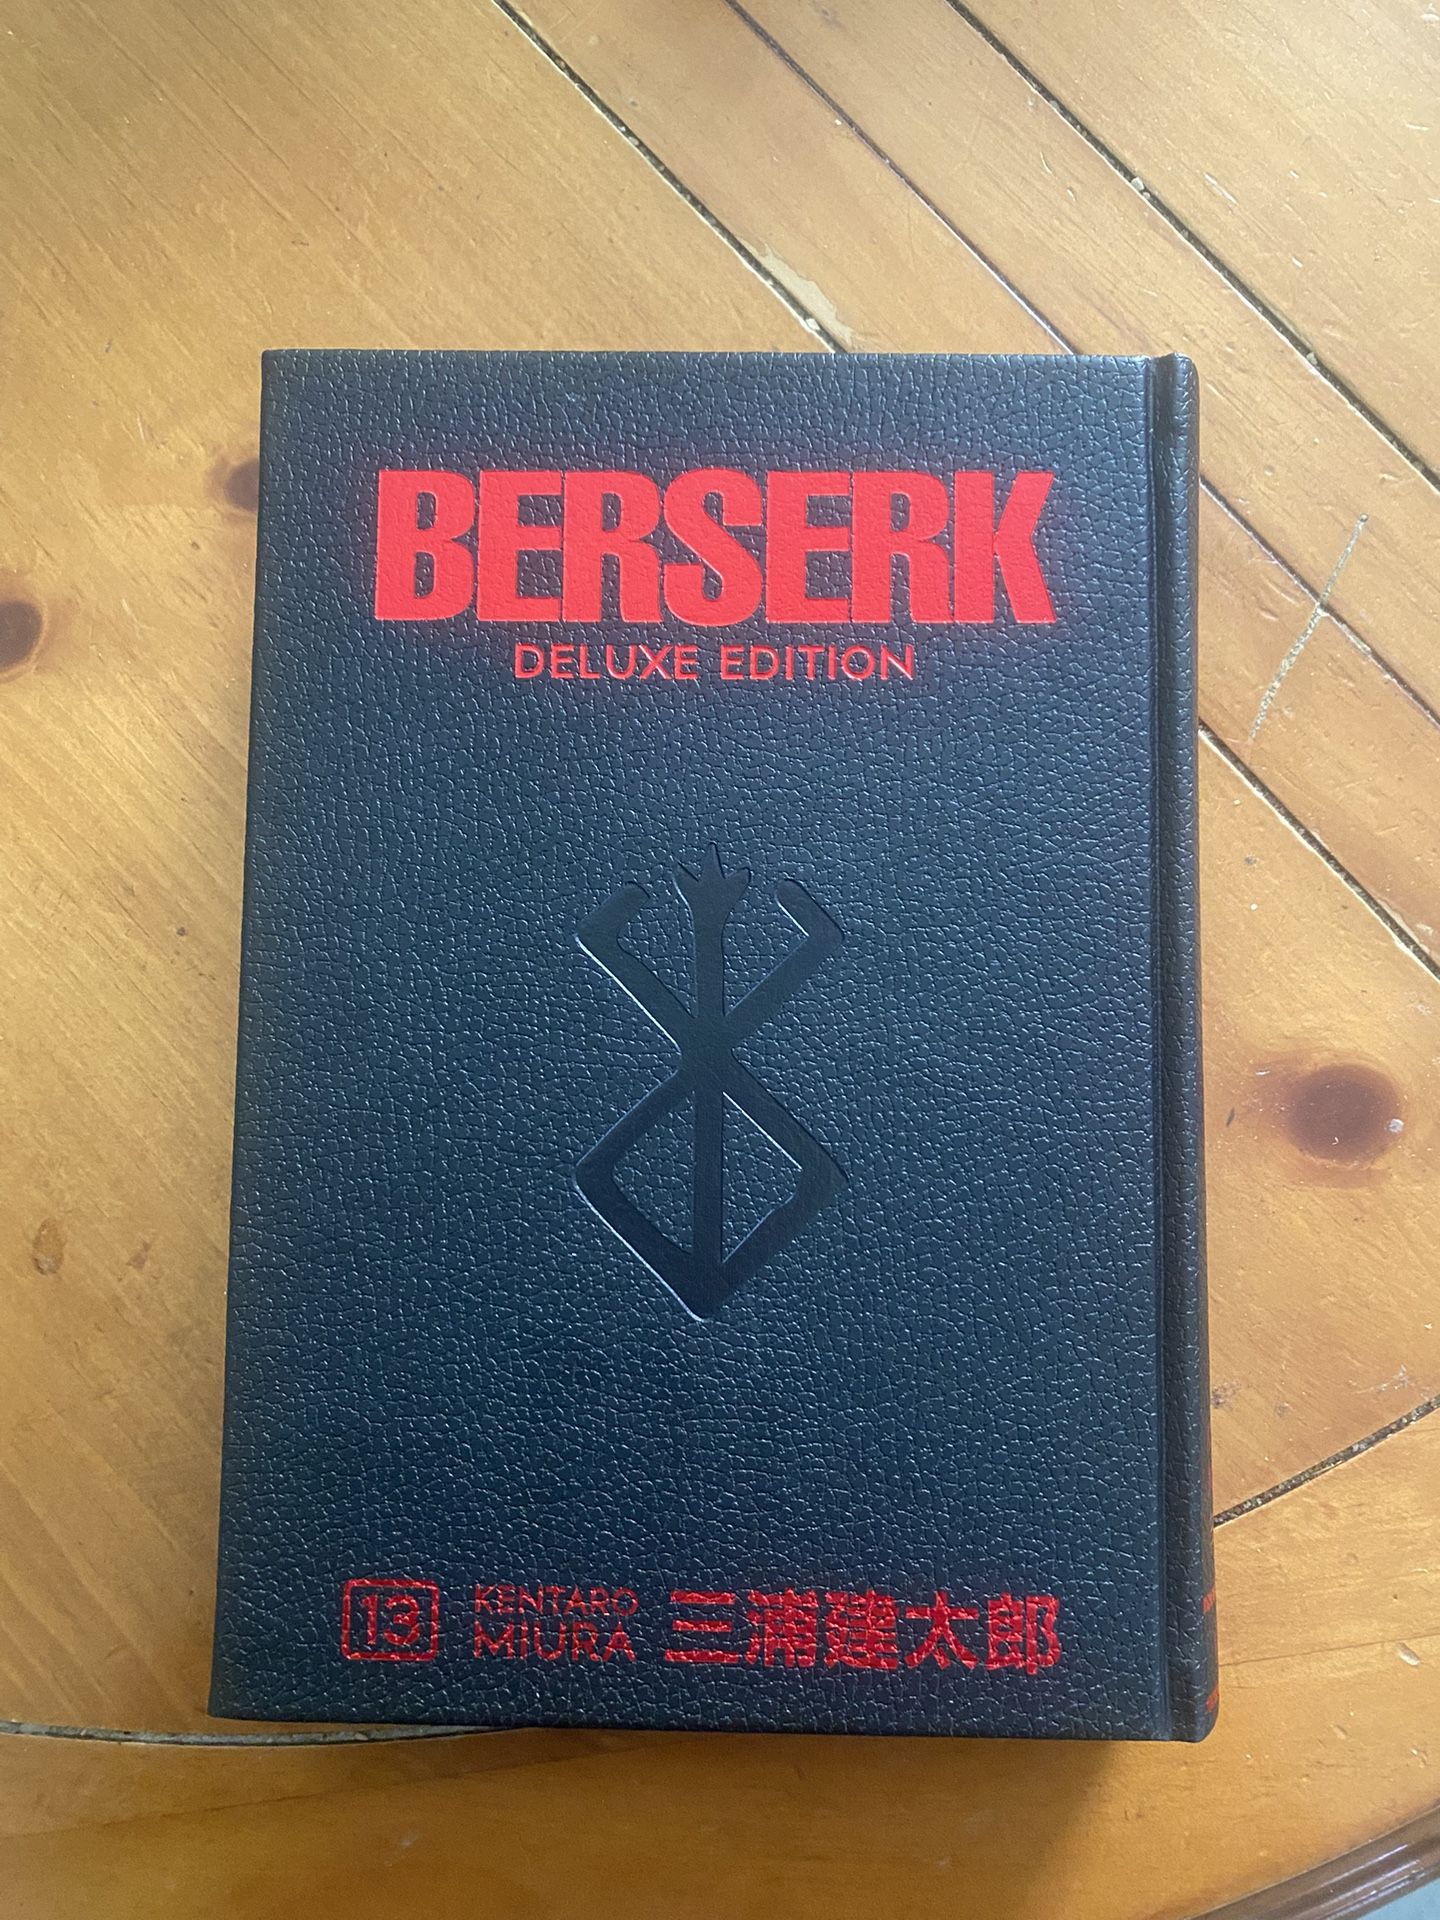 BERSERK
DELUXE EDITION
13
KENTARO
MIURA
三浦建太郎